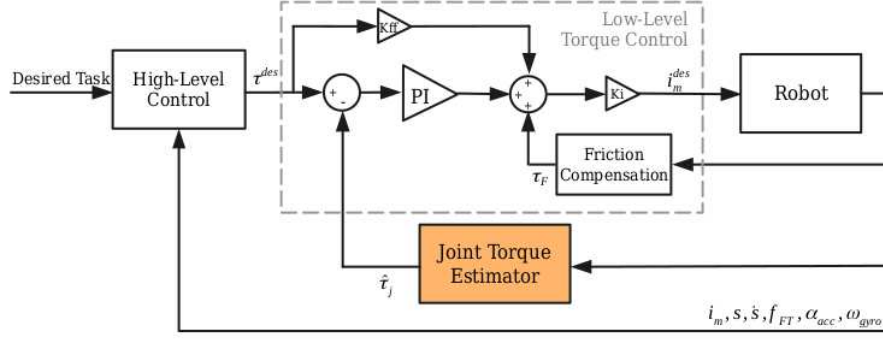 Low-Level
Torque Control
Kff
Desired Task
High-Level
Control
τ^des
+
-
PI
+
+
+
Ki
i_m^des
Robot
τ_F
Friction
Compensation
Joint Torque
Estimator
τ̂_j
i_m, s, ṡ, f_FT, α_acc, ω_gyro